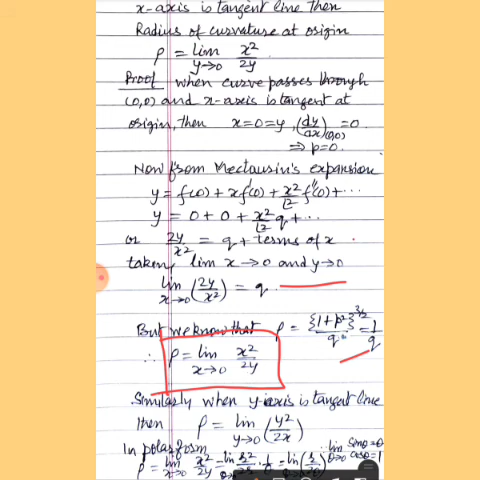 x-axis is tangent line then
Radius of curvature at origin
ρ = lim y→0 x²/2y
Proof when curve passes through
(0,0) and x-axis is tangent at
origin, then x=0=y, (dy/dx)(0,0) = 0
⇒ p=0.
Now from Maclausin's expansion
y = f(0) + xf'(0) + x²/⌊2 f''(0) + ...
y = 0 + 0 + x²/⌊2 q + ...
or 2y/x² = q + terms of x
taken lim x→0 and y→0
lim x→0 (2y/x²) = q
But we know that ρ = {1+p²}^3/2 / q = 1/q
∴ ρ = lim x→0 x²/2y
Similarly when y-axis is tangent line
then ρ = lim y→0 (y²/2x)
In polar form